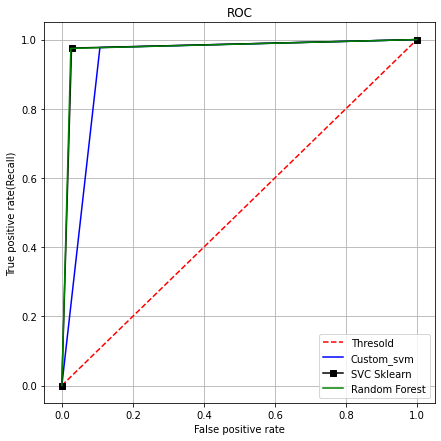 ROC
True positive rate(Recall)
1.0
0.8
0.6
0.4
0.2
0.0
0.0 0.2 0.4 0.6 0.8 1.0
False positive rate
Thresold
Custom_svm
SVC Sklearn
Random Forest